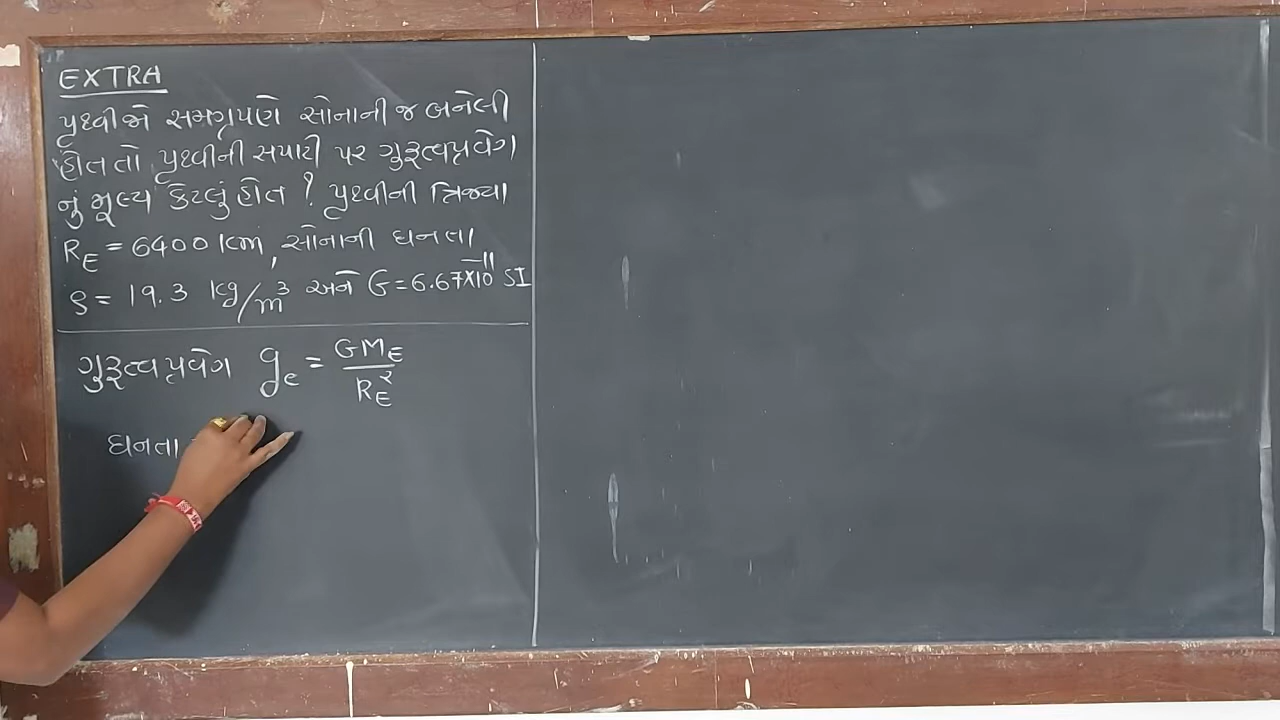 EXTRA
પૃથ્વી જો સમગ્રપણે સોનાની જ બનેલી
હોત તો પૃથ્વીની સપાટી પર ગુરૂત્વપ્રવેગ
નું મૂલ્ય કેટલું હોત ? પૃથ્વીની ત્રિજ્યા
R_E = 6400 km, સોનાની ઘનતા
ρ = 19.3 kg/m³ અને G = 6.67×10⁻¹¹ SI
ગુરૂત્વ પ્રવેગ g_e = GM_E / R_E²
ઘનતા